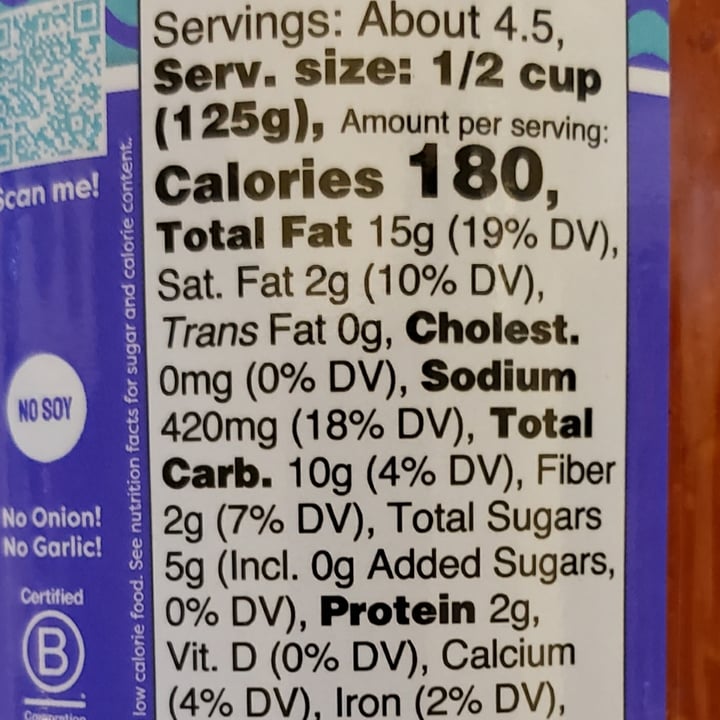 Servings: About 4.5,
Serv. size: 1/2 cup
(125g), Amount per serving:
Calories 180,
Total Fat 15g (19% DV),
Sat. Fat 2g (10% DV),
Trans Fat 0g, Cholest.
0mg (0% DV), Sodium
420mg (18% DV), Total
Carb. 10g (4% DV), Fiber
2g (7% DV), Total Sugars
5g (Incl. 0g Added Sugars,
0% DV), Protein 2g,
Vit. D (0% DV), Calcium
(4% DV), Iron (2% DV),
Scan me!
NO SOY
No Onion!
No Garlic!
Certified
B
Corporation
low calorie food. See nutrition facts for sugar and calorie content.